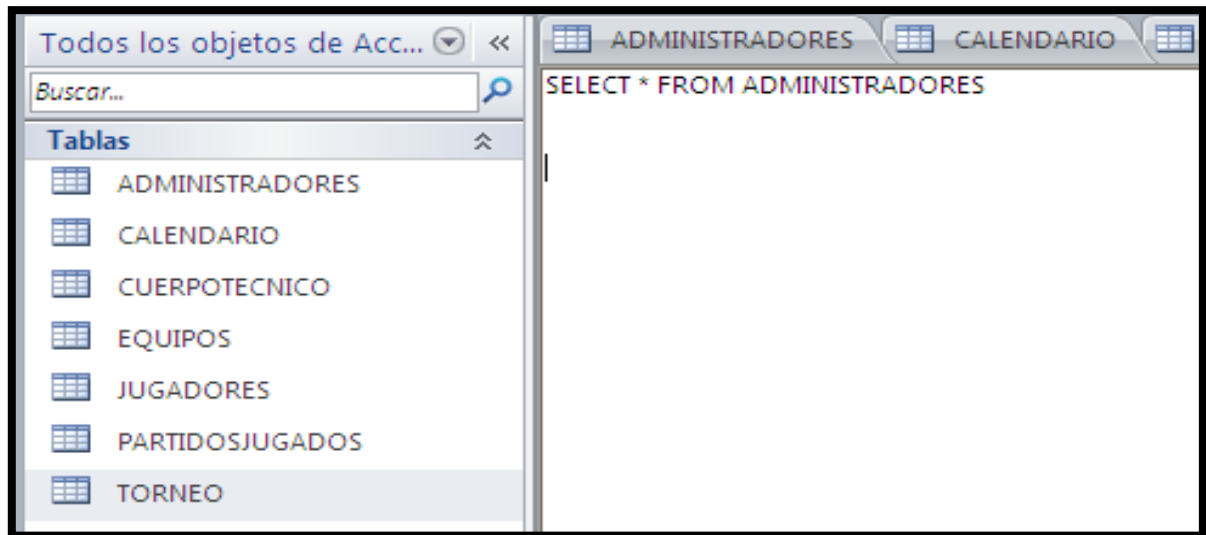 Todos los objetos de Acc...
Buscar...
Tablas
ADMINISTRADORES
CALENDARIO
CUERPOTECNICO
EQUIPOS
JUGADORES
PARTIDOSJUGADOS
TORNEO
ADMINISTRADORES
CALENDARIO
SELECT * FROM ADMINISTRADORES